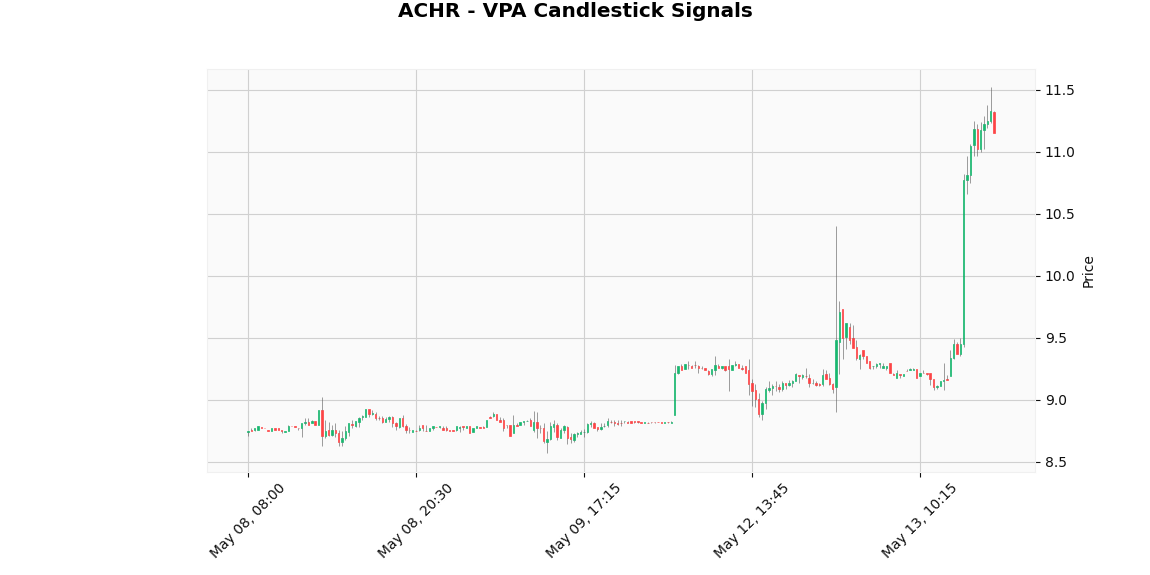 ACHR - VPA Candlestick Signals
11.5
11.0
10.5
10.0
9.5
9.0
8.5
Price
May 08, 08:00
May 08, 20:30
May 09, 17:15
May 12, 13:45
May 13, 10:15